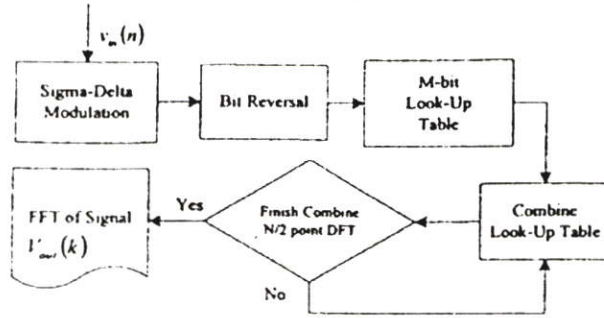 v_in(n)
Sigma-Delta
Modulation
Bit Reversal
M-bit
Look-Up
Table
Combine
Look-Up Table
Finish Combine
N/2 point DFT
Yes
No
FFT of Signal
V_out(k)